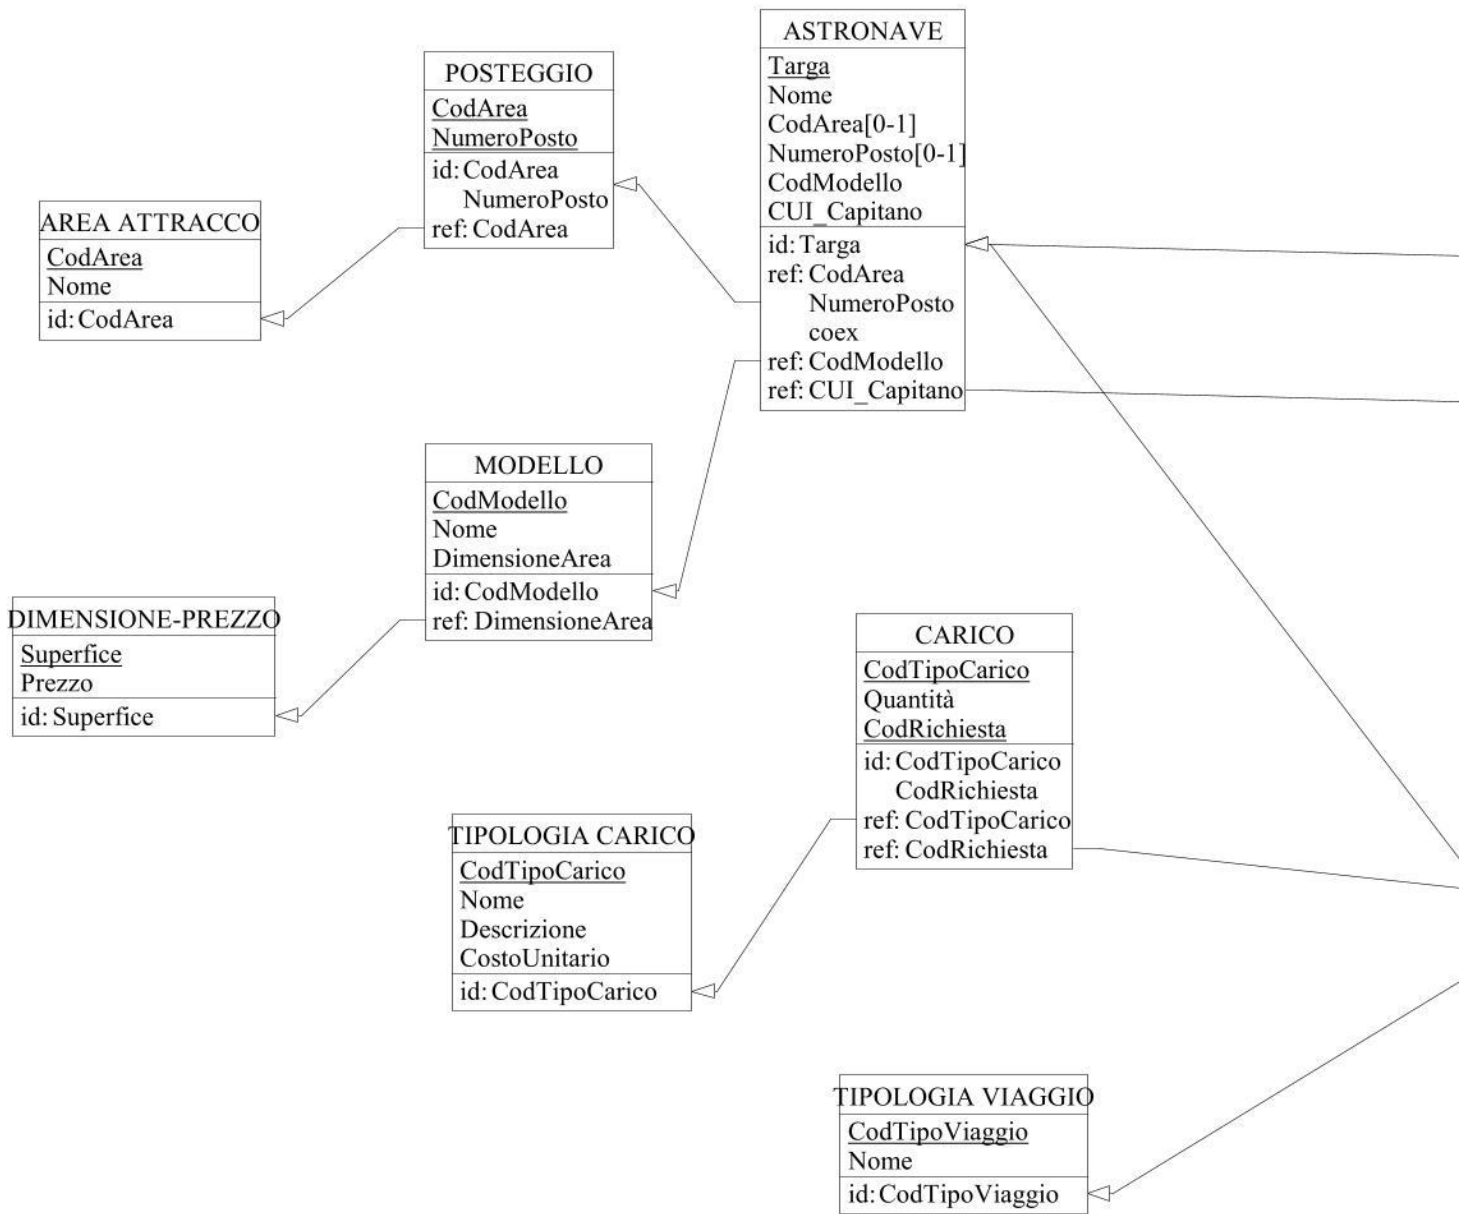 ASTRONAVE
Targa
Nome
CodArea[0-1]
NumeroPosto[0-1]
CodModello
CUI_Capitano
id: Targa
ref: CodArea
NumeroPosto
coex
ref: CodModello
ref: CUI_Capitano
POSTEGGIO
CodArea
NumeroPosto
id: CodArea
NumeroPosto
ref: CodArea
AREA ATTRACCO
CodArea
Nome
id: CodArea
MODELLO
CodModello
Nome
DimensioneArea
id: CodModello
ref: DimensioneArea
DIMENSIONE-PREZZO
Superfice
Prezzo
id: Superfice
CARICO
CodTipoCarico
Quantità
CodRichiesta
id: CodTipoCarico
CodRichiesta
ref: CodTipoCarico
ref: CodRichiesta
TIPOLOGIA CARICO
CodTipoCarico
Nome
Descrizione
CostoUnitario
id: CodTipoCarico
TIPOLOGIA VIAGGIO
CodTipoViaggio
Nome
id: CodTipoViaggio